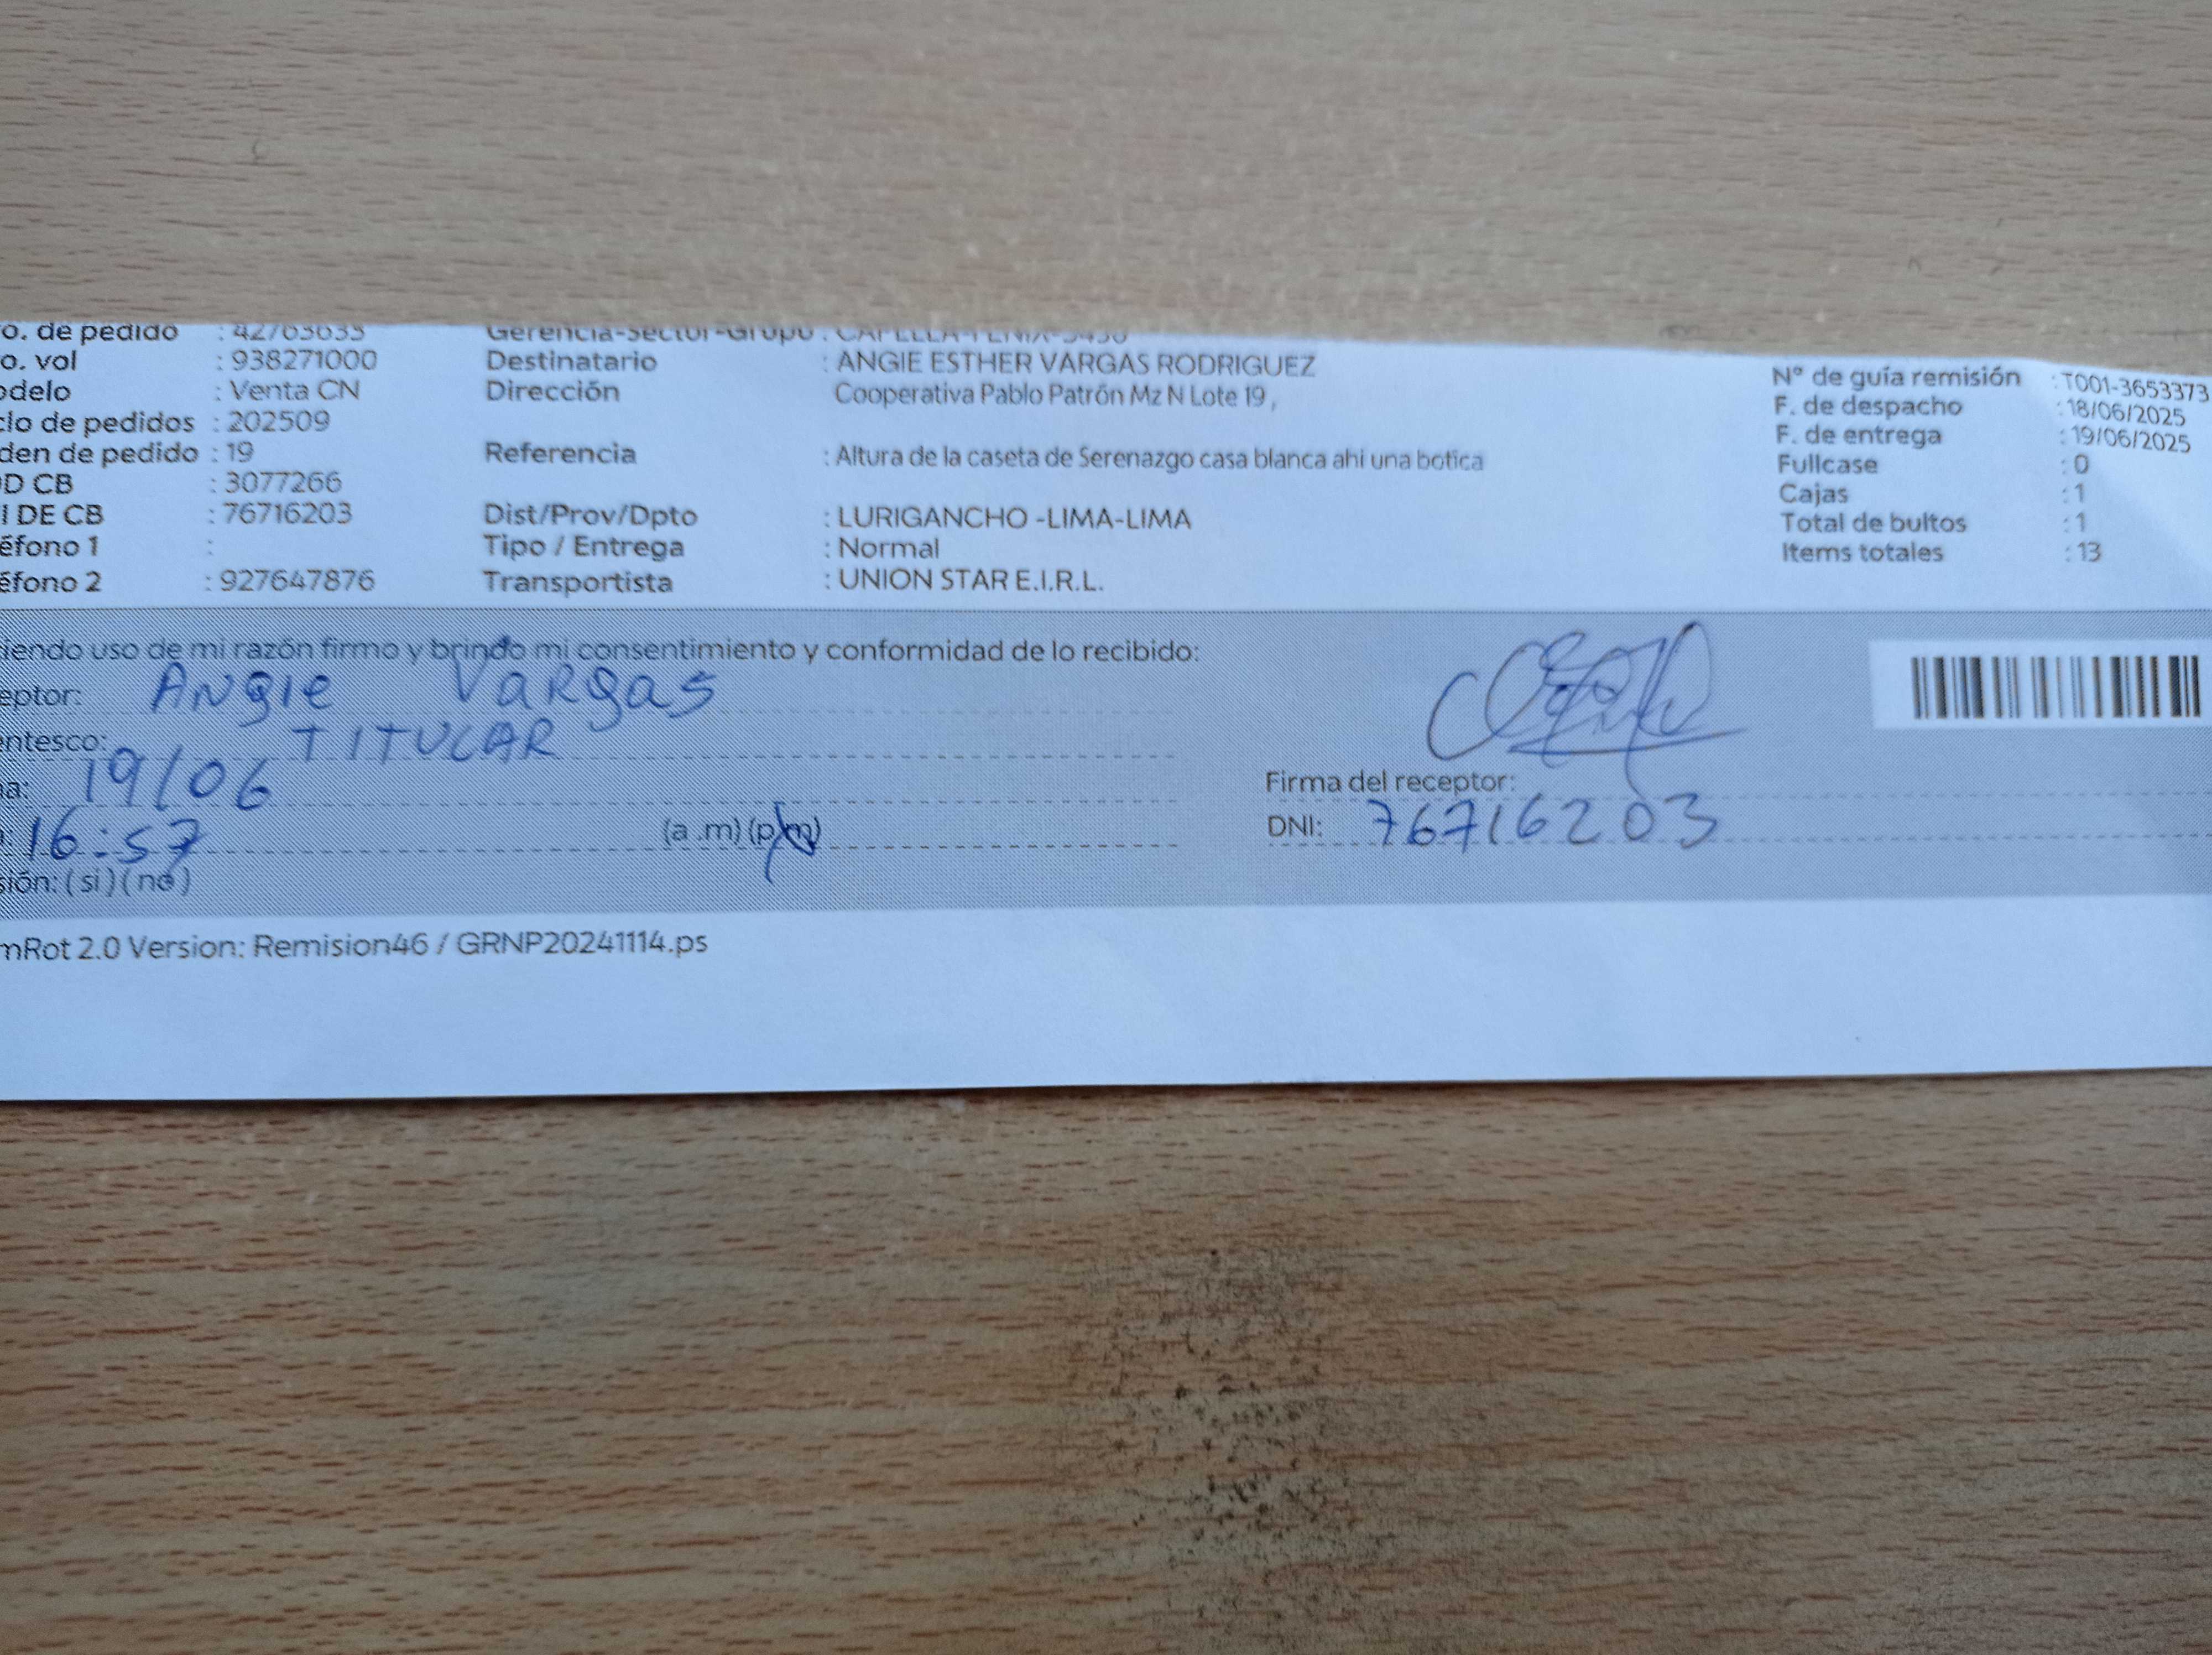 o. de pedido : 42763635 Gerencia-Sector-Grupo : CAPELLA-FENIX-3430
o. vol : 938271000 Destinatario : ANGIE ESTHER VARGAS RODRIGUEZ
odelo : Venta CN Dirección Cooperativa Pablo Patrón Mz N Lote 19 , N° de guía remisión : T001-3653373
clo de pedidos : 202509 F. de despacho : 18/06/2025
den de pedido : 19 Referencia : Altura de la caseta de Serenazgo casa blanca ahi una botica F. de entrega : 19/06/2025
D CB : 3077266 Fullcase : 0
I DE CB : 76716203 Dist/Prov/Dpto : LURIGANCHO -LIMA-LIMA Cajas : 1
éfono 1 : Tipo / Entrega : Normal Total de bultos : 1
éfono 2 : 927647876 Transportista : UNION STAR E.I.R.L. Items totales : 13
iendo uso de mi razón firmo y brindo mi consentimiento y conformidad de lo recibido:
eptor: Angie Vargas
entesco: TITULAR
a: 19/06 Firma del receptor:
: 16:57 (a .m) (p.m) DNI: 76716203
sión: ( si ) ( no )
mRot 2.0 Version: Remision46 / GRNP20241114.ps